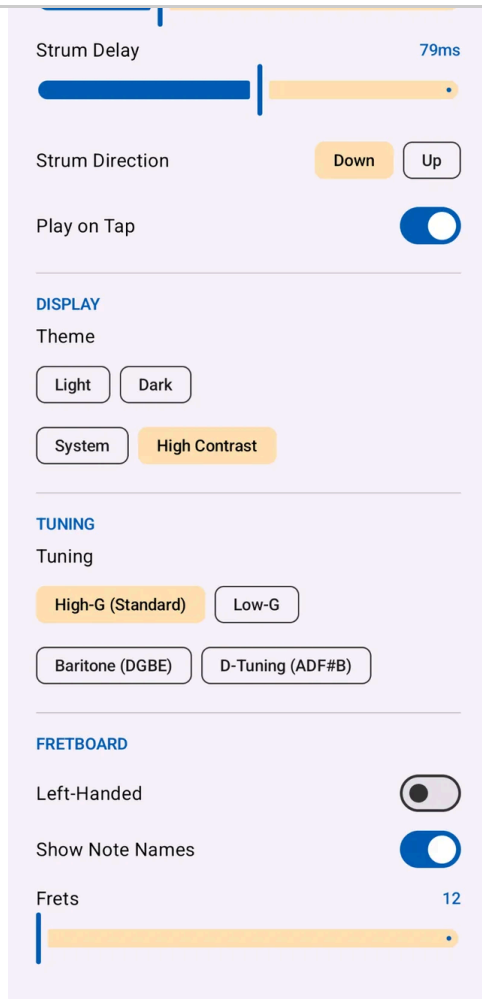 Strum Delay 79ms
Strum Direction Down Up
Play on Tap
DISPLAY
Theme
Light Dark
System High Contrast
TUNING
Tuning
High-G (Standard) Low-G
Baritone (DGBE) D-Tuning (ADF#B)
FRETBOARD
Left-Handed
Show Note Names
Frets 12